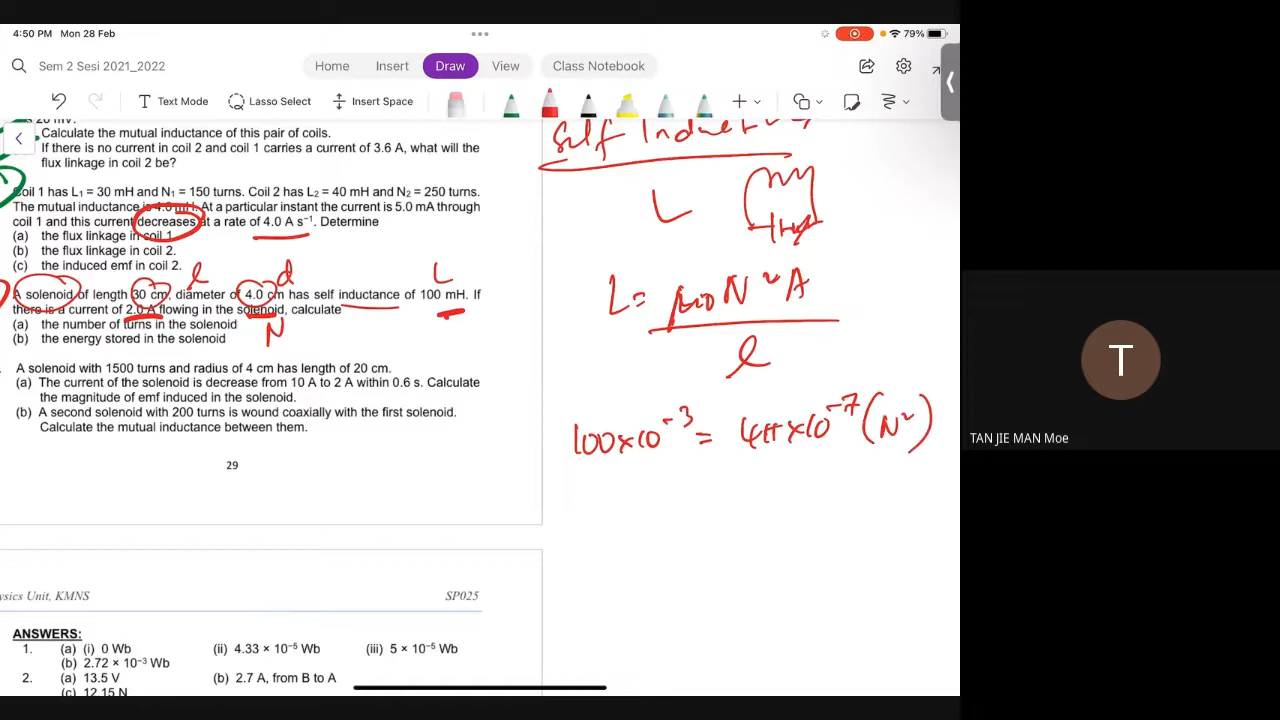 4:50 PM Mon 28 Feb
79%
Sem 2 Sesi 2021_2022
Home Insert Draw View Class Notebook
Text Mode Lasso Select Insert Space
is 20 mV.
Calculate the mutual inductance of this pair of coils.
If there is no current in coil 2 and coil 1 carries a current of 3.6 A, what will the
flux linkage in coil 2 be?
Coil 1 has L₁ = 30 mH and N₁ = 150 turns. Coil 2 has L₂ = 40 mH and N₂ = 250 turns.
The mutual inductance is 4.0 mH. At a particular instant the current is 5.0 mA through
coil 1 and this current decreases at a rate of 4.0 A s⁻¹. Determine
(a) the flux linkage in coil 1.
(b) the flux linkage in coil 2.
(c) the induced emf in coil 2.
l d L
A solenoid of length 30 cm, diameter of 4.0 cm has self inductance of 100 mH. If
there is a current of 2.0 A flowing in the solenoid, calculate
(a) the number of turns in the solenoid
N
(b) the energy stored in the solenoid
A solenoid with 1500 turns and radius of 4 cm has length of 20 cm.
(a) The current of the solenoid is decrease from 10 A to 2 A within 0.6 s. Calculate
the magnitude of emf induced in the solenoid.
(b) A second solenoid with 200 turns is wound coaxially with the first solenoid.
Calculate the mutual inductance between them.
29
ysics Unit, KMNS SP025
ANSWERS:
1. (a) (i) 0 Wb (ii) 4.33 × 10⁻⁵ Wb (iii) 5 × 10⁻⁵ Wb
(b) 2.72 × 10⁻³ Wb
2. (a) 13.5 V (b) 2.7 A, from B to A
(c) 12.15 N
Self
L
L = μ₀N²A
l
100×10⁻³ = 4π×10⁻⁷ (N²)
T
TAN JIE MAN Moe